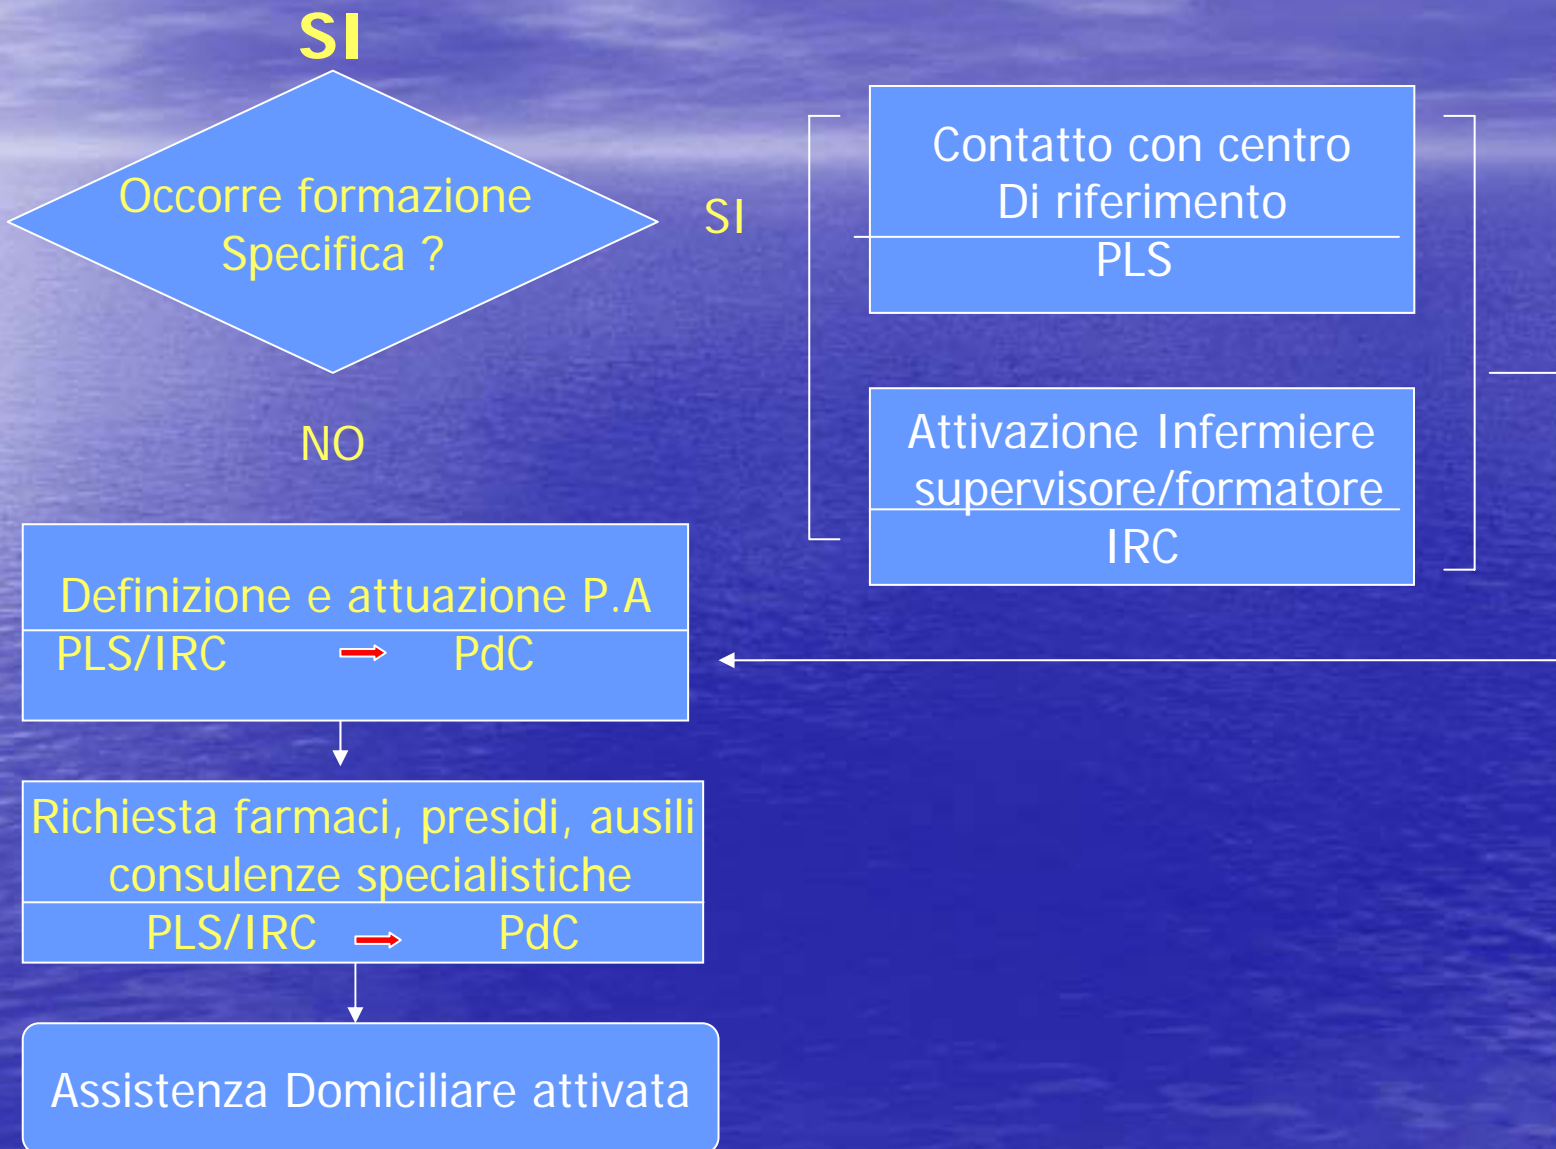 SI
Occorre formazione
Specifica ?
SI
NO
Contatto con centro
Di riferimento
PLS
Attivazione Infermiere
supervisore/formatore
IRC
Definizione e attuazione P.A
PLS/IRC PdC
Richiesta farmaci, presidi, ausili
consulenze specialistiche
PLS/IRC PdC
Assistenza Domiciliare attivata